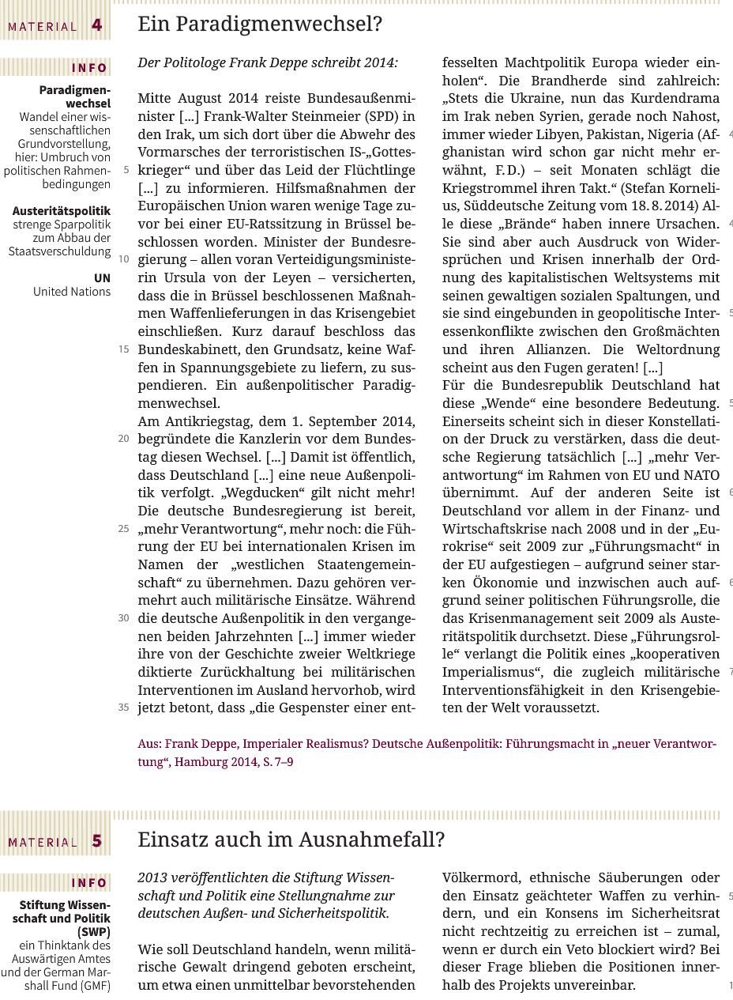 MATERIAL 4
Ein Paradigmenwechsel?
INFO
Paradigmen-
wechsel
Wandel einer wis-
senschaftlichen
Grundvorstellung,
hier: Umbruch von
politischen Rahmen-
bedingungen
Austeritätspolitik
strenge Sparpolitik
zum Abbau der
Staatsverschuldung
UN
United Nations
Der Politologe Frank Deppe schreibt 2014:
Mitte August 2014 reiste Bundesaußenmi-
nister [...] Frank-Walter Steinmeier (SPD) in
den Irak, um sich dort über die Abwehr des
Vormarsches der terroristischen IS-„Gottes-
5 krieger“ und über das Leid der Flüchtlinge
[...] zu informieren. Hilfsmaßnahmen der
Europäischen Union waren wenige Tage zu-
vor bei einer EU-Ratssitzung in Brüssel be-
schlossen worden. Minister der Bundesre-
10 gierung – allen voran Verteidigungsministe-
rin Ursula von der Leyen – versicherten,
dass die in Brüssel beschlossenen Maßnah-
men Waffenlieferungen in das Krisengebiet
einschließen. Kurz darauf beschloss das
15 Bundeskabinett, den Grundsatz, keine Waf-
fen in Spannungsgebiete zu liefern, zu sus-
pendieren. Ein außenpolitischer Paradig-
menwechsel.
Am Antikriegstag, dem 1. September 2014,
20 begründete die Kanzlerin vor dem Bundes-
tag diesen Wechsel. [...] Damit ist öffentlich,
dass Deutschland [...] eine neue Außenpoli-
tik verfolgt. „Wegducken“ gilt nicht mehr!
Die deutsche Bundesregierung ist bereit,
25 „mehr Verantwortung“, mehr noch: die Füh-
rung der EU bei internationalen Krisen im
Namen der „westlichen Staatengemein-
schaft“ zu übernehmen. Dazu gehören ver-
mehrt auch militärische Einsätze. Während
30 die deutsche Außenpolitik in den vergange-
nen beiden Jahrzehnten [...] immer wieder
ihre von der Geschichte zweier Weltkriege
diktierte Zurückhaltung bei militärischen
Interventionen im Ausland hervorhob, wird
35 jetzt betont, dass „die Gespenster einer ent-
fesselten Machtpolitik Europa wieder ein-
holen“. Die Brandherde sind zahlreich:
„Stets die Ukraine, nun das Kurdendrama
im Irak neben Syrien, gerade noch Nahost,
immer wieder Libyen, Pakistan, Nigeria (Af-
ghanistan wird schon gar nicht mehr er-
wähnt, F. D.) – seit Monaten schlägt die
Kriegstrommel ihren Takt.“ (Stefan Korneli-
us, Süddeutsche Zeitung vom 18. 8. 2014) Al-
le diese „Brände“ haben innere Ursachen.
Sie sind aber auch Ausdruck von Wider-
sprüchen und Krisen innerhalb der Ord-
nung des kapitalistischen Weltsystems mit
seinen gewaltigen sozialen Spaltungen, und
sie sind eingebunden in geopolitische Inter-
essenkonflikte zwischen den Großmächten
und ihren Allianzen. Die Weltordnung
scheint aus den Fugen geraten! [...]
Für die Bundesrepublik Deutschland hat
diese „Wende“ eine besondere Bedeutung.
Einerseits scheint sich in dieser Konstellati-
on der Druck zu verstärken, dass die deut-
sche Regierung tatsächlich [...] „mehr Ver-
antwortung“ im Rahmen von EU und NATO
übernimmt. Auf der anderen Seite ist
Deutschland vor allem in der Finanz- und
Wirtschaftskrise nach 2008 und in der „Eu-
rokrise“ seit 2009 zur „Führungsmacht“ in
der EU aufgestiegen – aufgrund seiner star-
ken Ökonomie und inzwischen auch auf-
grund seiner politischen Führungsrolle, die
das Krisenmanagement seit 2009 als Auste-
ritätspolitik durchsetzt. Diese „Führungsrol-
le“ verlangt die Politik eines „kooperativen
Imperialismus“, die zugleich militärische
Interventionsfähigkeit in den Krisengebie-
ten der Welt voraussetzt.
Aus: Frank Deppe, Imperialer Realismus? Deutsche Außenpolitik: Führungsmacht in „neuer Verantwor-
tung“, Hamburg 2014, S. 7–9
MATERIAL 5
Einsatz auch im Ausnahmefall?
INFO
Stiftung Wissen-
schaft und Politik
(SWP)
ein Thinktank des
Auswärtigen Amtes
und der German Mar-
shall Fund (GMF)
2013 veröffentlichten die Stiftung Wissen-
schaft und Politik eine Stellungnahme zur
deutschen Außen- und Sicherheitspolitik.
Wie soll Deutschland handeln, wenn militä-
rische Gewalt dringend geboten erscheint,
um etwa einen unmittelbar bevorstehenden
Völkermord, ethnische Säuberungen oder
den Einsatz geächteter Waffen zu verhin-
dern, und ein Konsens im Sicherheitsrat
nicht rechtzeitig zu erreichen ist – zumal,
wenn er durch ein Veto blockiert wird? Bei
dieser Frage blieben die Positionen inner-
halb des Projekts unvereinbar.